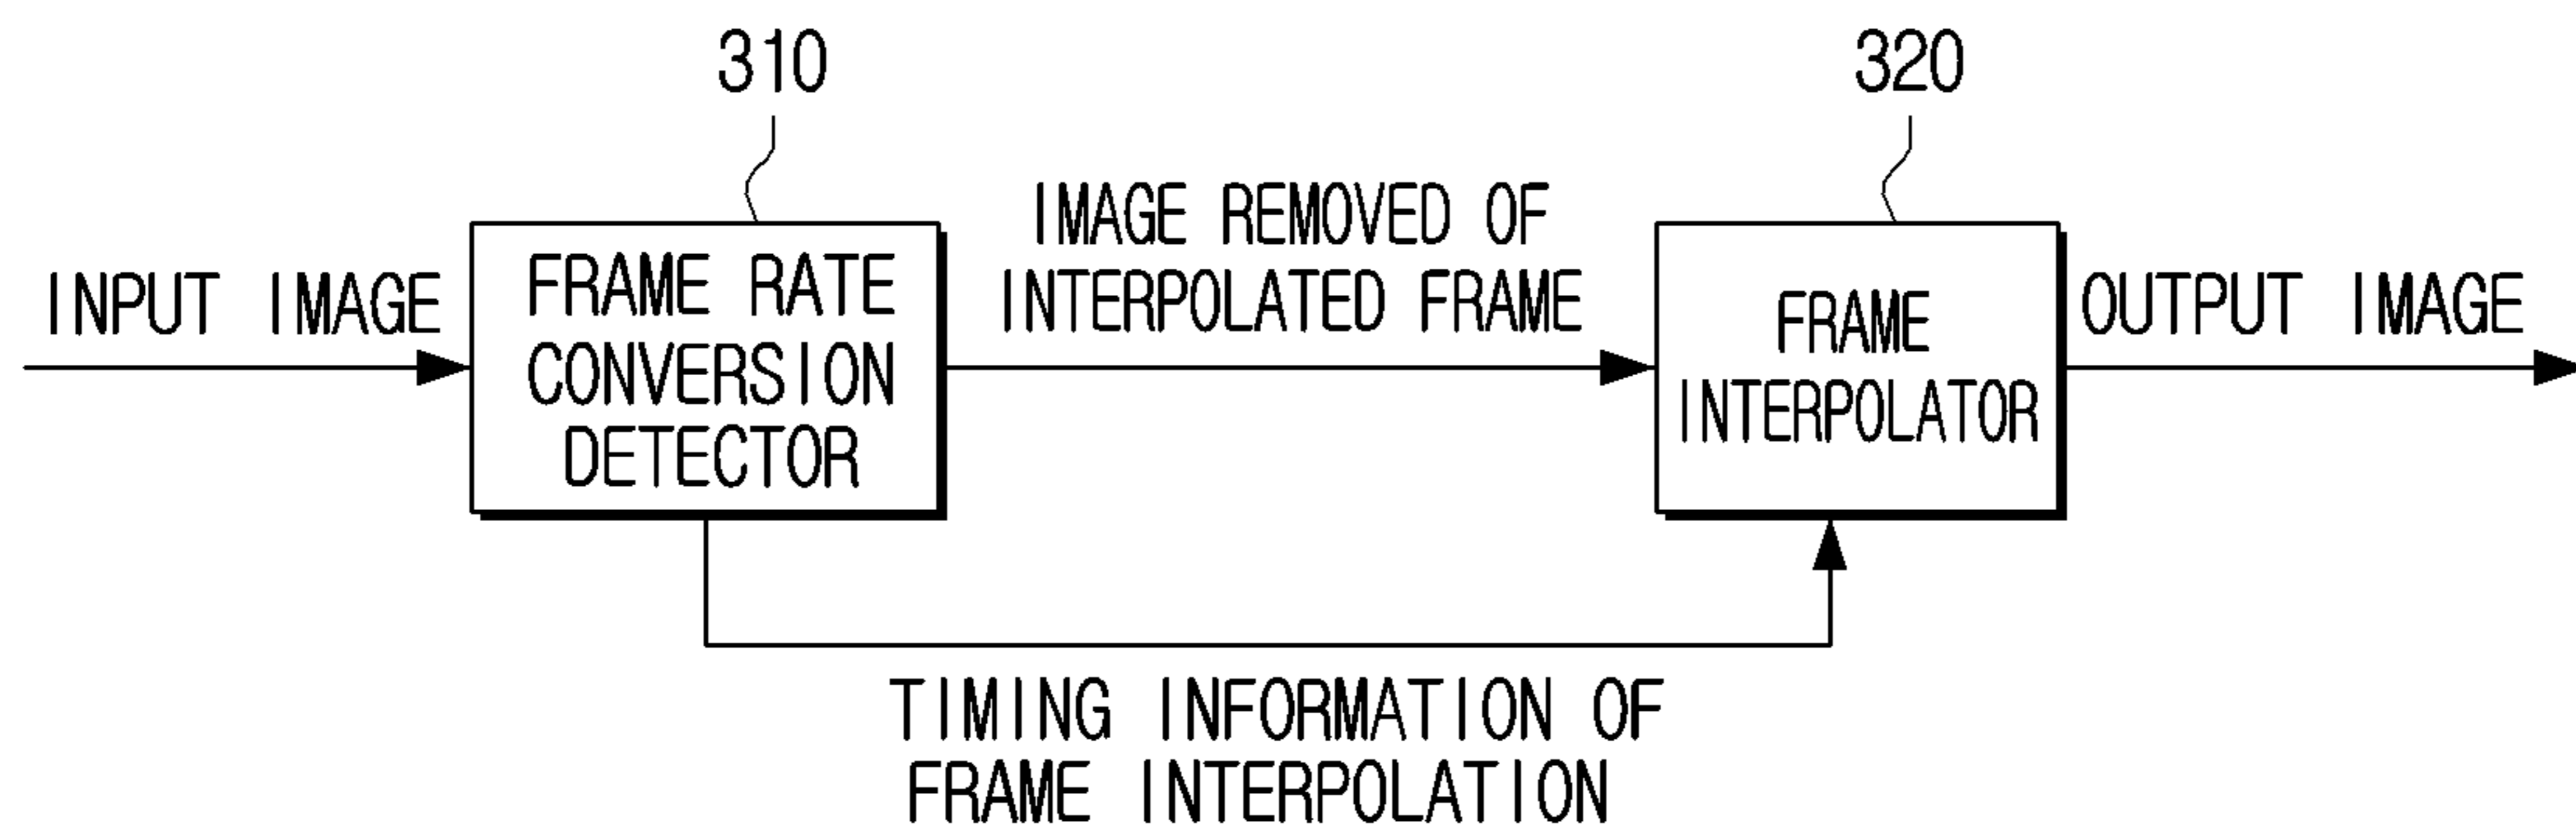 310
320
INPUT IMAGE
FRAME RATE
CONVERSION
DETECTOR
IMAGE REMOVED OF
INTERPOLATED FRAME
FRAME
INTERPOLATOR
OUTPUT IMAGE
TIMING INFORMATION OF
FRAME INTERPOLATION